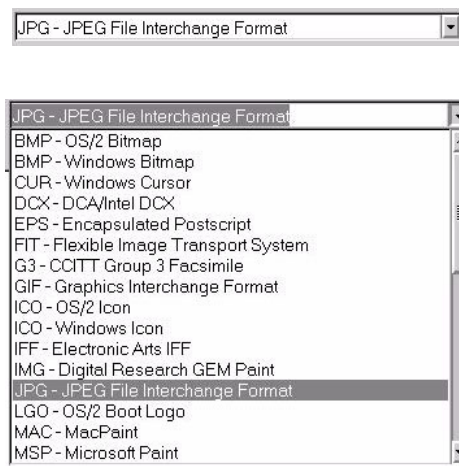 JPG - JPEG File Interchange Format
JPG - JPEG File Interchange Format
BMP - OS/2 Bitmap
BMP - Windows Bitmap
CUR - Windows Cursor
DCX - DCA/Intel DCX
EPS - Encapsulated Postscript
FIT - Flexible Image Transport System
G3 - CCITT Group 3 Facsimile
GIF - Graphics Interchange Format
ICO - OS/2 Icon
ICO - Windows Icon
IFF - Electronic Arts IFF
IMG - Digital Research GEM Paint
JPG - JPEG File Interchange Format
LGO - OS/2 Boot Logo
MAC - MacPaint
MSP - Microsoft Paint